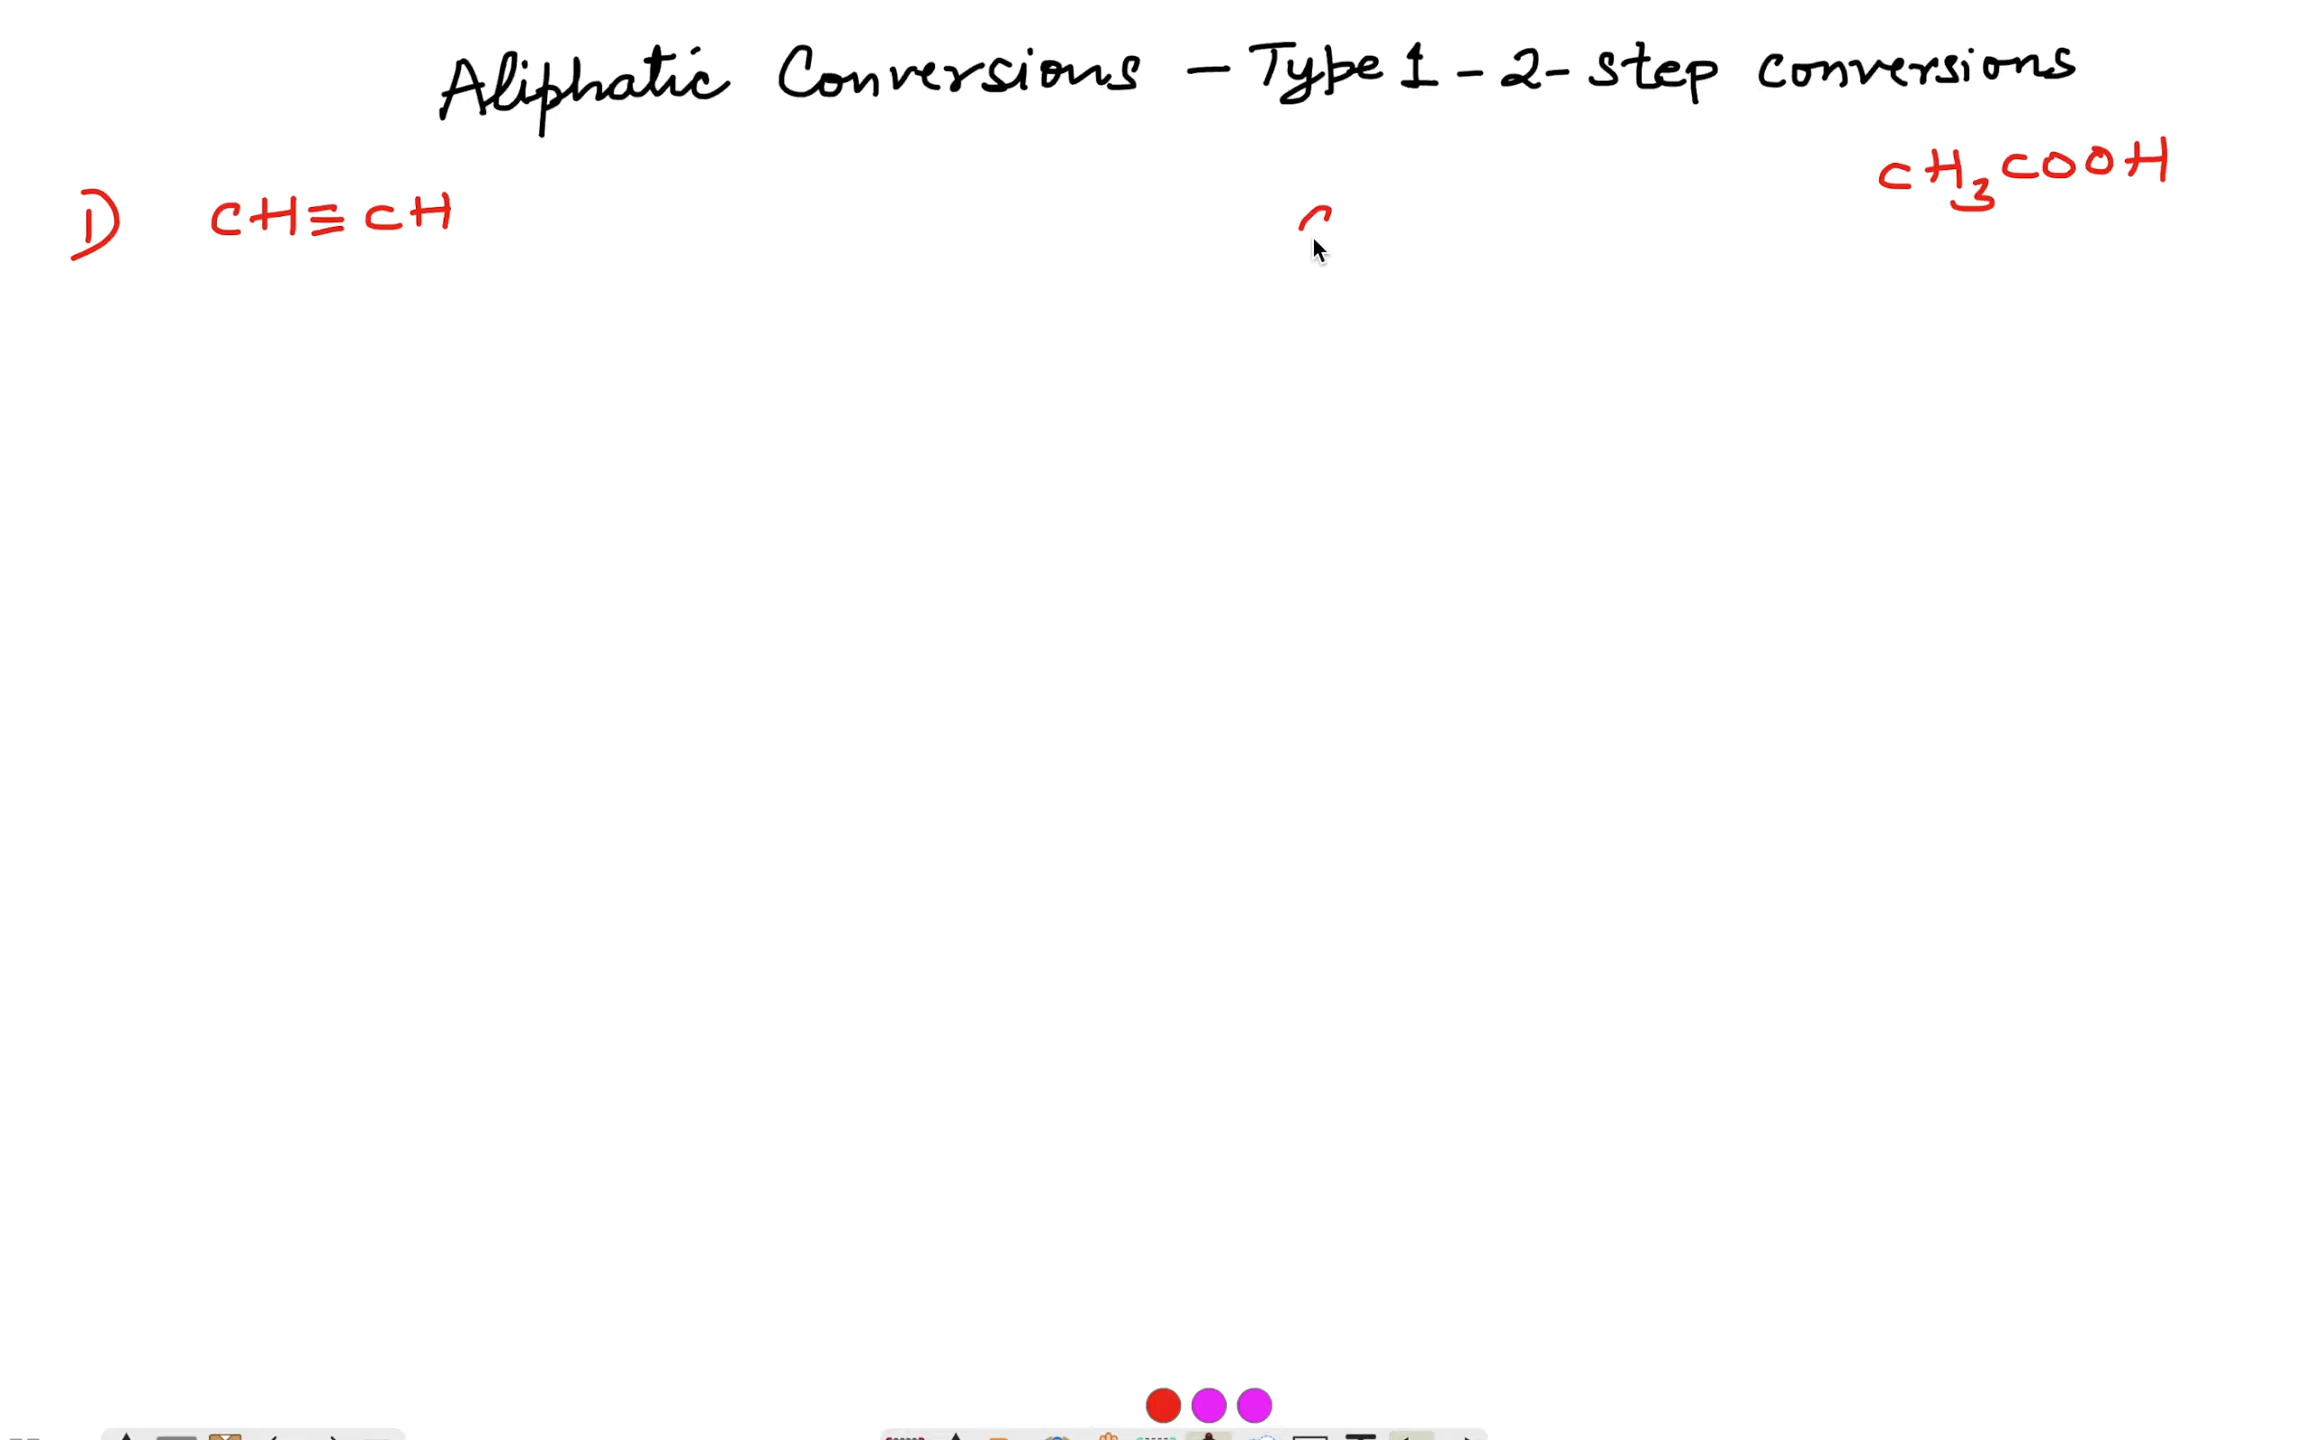 Aliphatic Conversions - Type 1 - 2 - step conversions
1) CH≡CH CH₃COOH